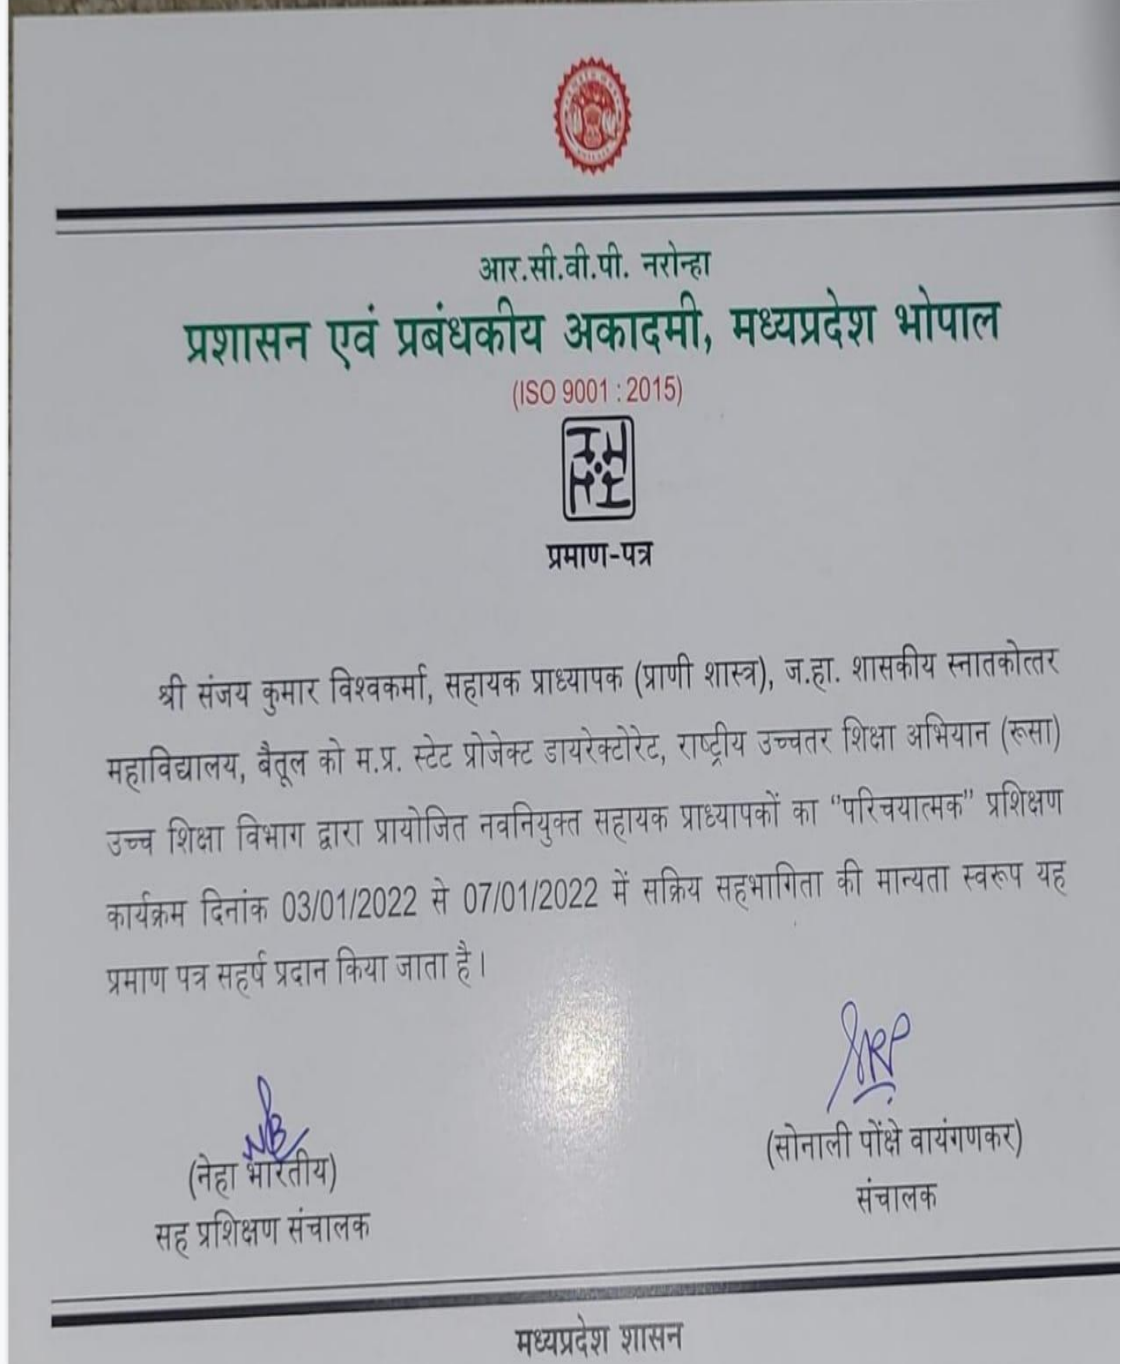 आर.सी.वी.पी. नरोन्हा
प्रशासन एवं प्रबंधकीय अकादमी, मध्यप्रदेश भोपाल
(ISO 9001 : 2015)
प्रमाण-पत्र
श्री संजय कुमार विश्वकर्मा, सहायक प्राध्यापक (प्राणी शास्त्र), ज.हा. शासकीय स्नातकोत्तर
महाविद्यालय, बैतूल को म.प्र. स्टेट प्रोजेक्ट डायरेक्टोरेट, राष्ट्रीय उच्चतर शिक्षा अभियान (रूसा)
उच्च शिक्षा विभाग द्वारा प्रायोजित नवनियुक्त सहायक प्राध्यापकों का "परिचयात्मक" प्रशिक्षण
कार्यक्रम दिनांक 03/01/2022 से 07/01/2022 में सक्रिय सहभागिता की मान्यता स्वरूप यह
प्रमाण पत्र सहर्ष प्रदान किया जाता है।
(नेहा भारतीय)
सह प्रशिक्षण संचालक
(सोनाली पोंक्षे वायंगणकर)
संचालक
मध्यप्रदेश शासन